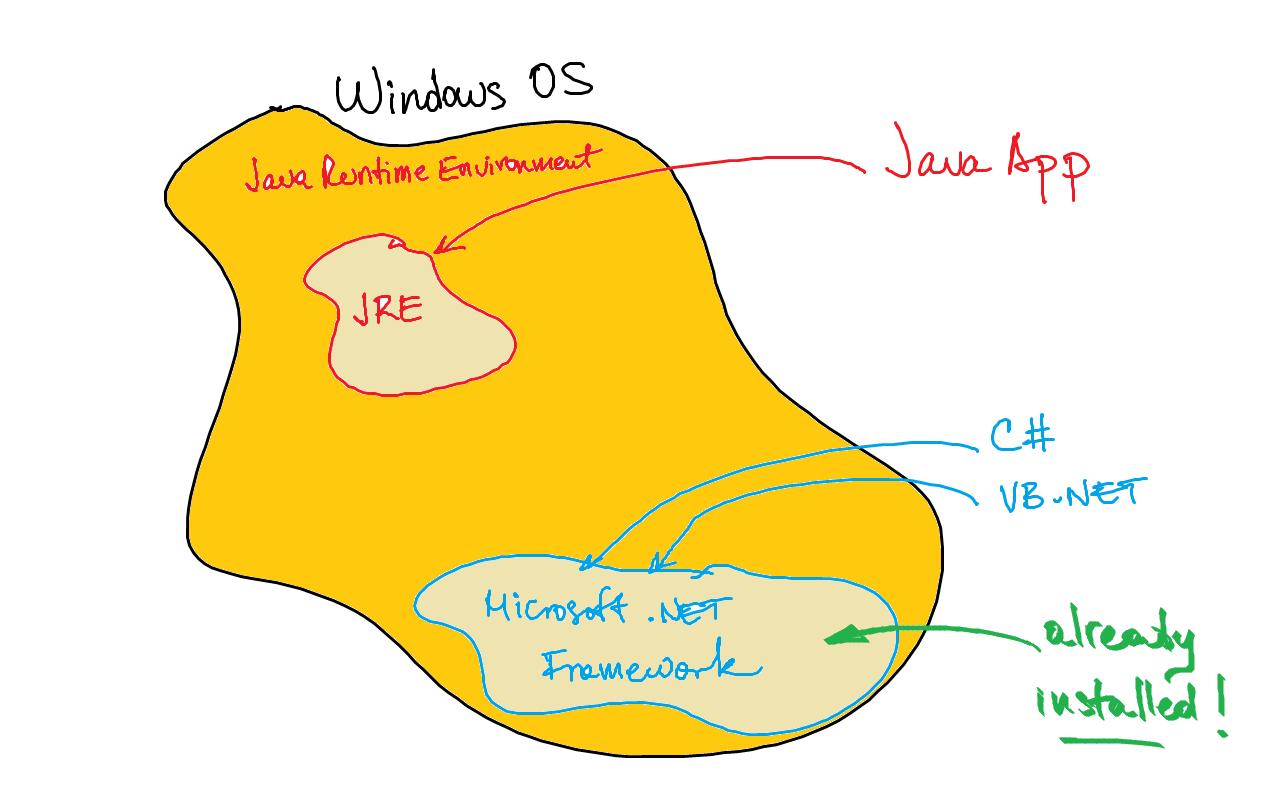 Windows OS
Java Runtime Environment
Java App
JRE
C#
VB.NET
Microsoft .NET
Framework
already
installed!